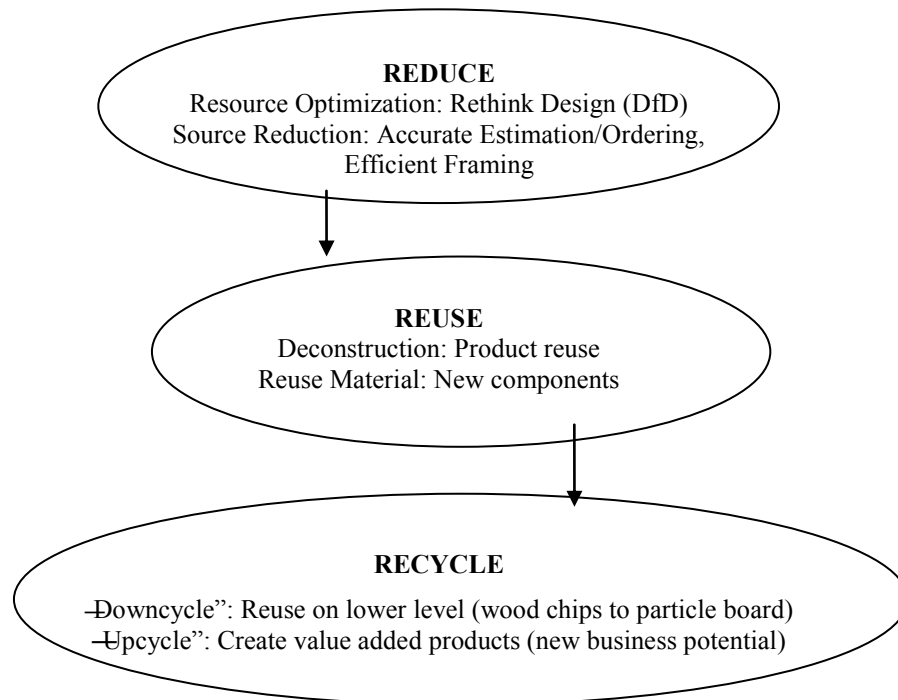 REDUCE
Resource Optimization: Rethink Design (DfD)
Source Reduction: Accurate Estimation/Ordering,
Efficient Framing
REUSE
Deconstruction: Product reuse
Reuse Material: New components
RECYCLE
―Downcycle”: Reuse on lower level (wood chips to particle board)
―Upcycle”: Create value added products (new business potential)